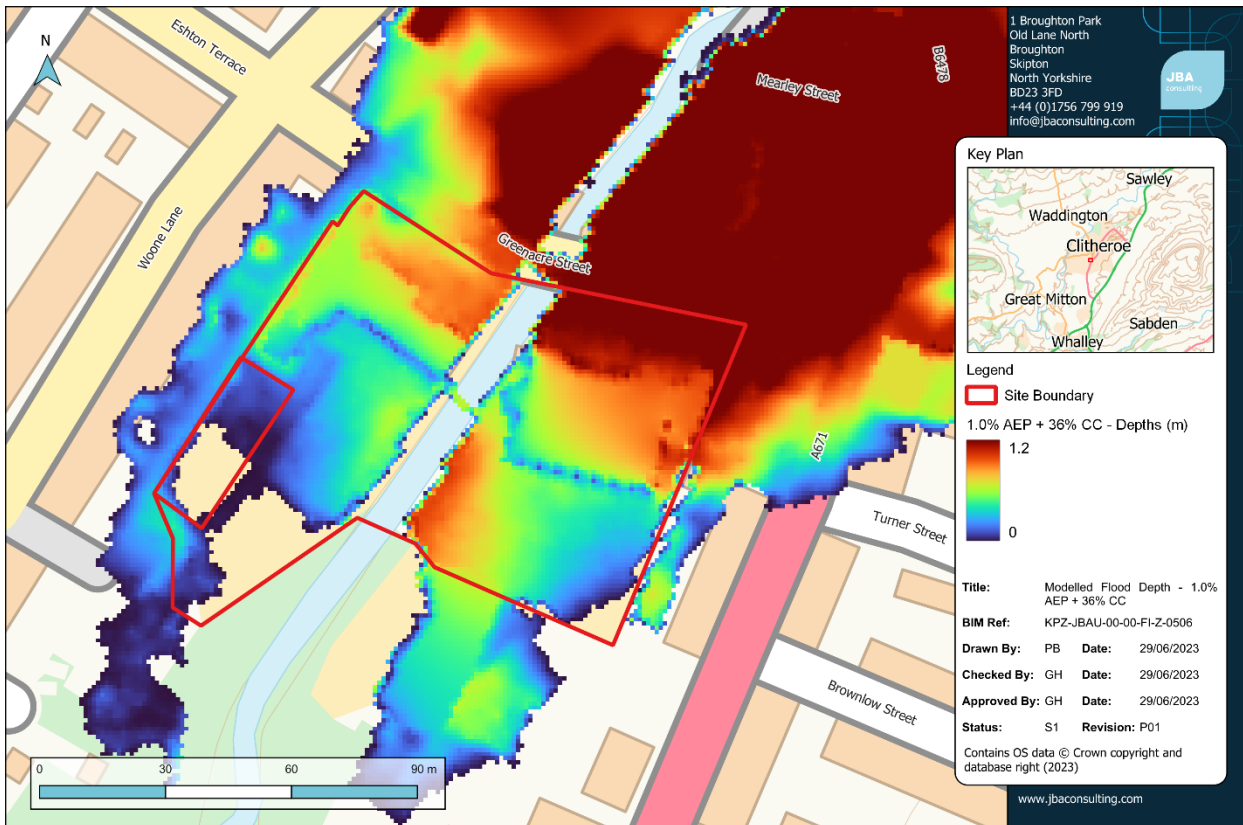 N
Eshton Terrace
Woone Lane
Mearley Street
B6478
Greenacre Street
A671
Turner Street
Brownlow Street
0 30 60 90 m
1 Broughton Park
Old Lane North
Broughton
Skipton
North Yorkshire
BD23 3FD
+44 (0)1756 799 919
info@jbaconsulting.com
JBA
consulting
Key Plan
Sawley
Waddington
Clitheroe
Great Mitton
Sabden
Whalley
Legend
Site Boundary
1.0% AEP + 36% CC - Depths (m)
1.2
0
Title: Modelled Flood Depth - 1.0%
AEP + 36% CC
BIM Ref: KPZ-JBAU-00-00-FI-Z-0506
Drawn By: PB Date: 29/06/2023
Checked By: GH Date: 29/06/2023
Approved By: GH Date: 29/06/2023
Status: S1 Revision: P01
Contains OS data © Crown copyright and
database right (2023)
www.jbaconsulting.com